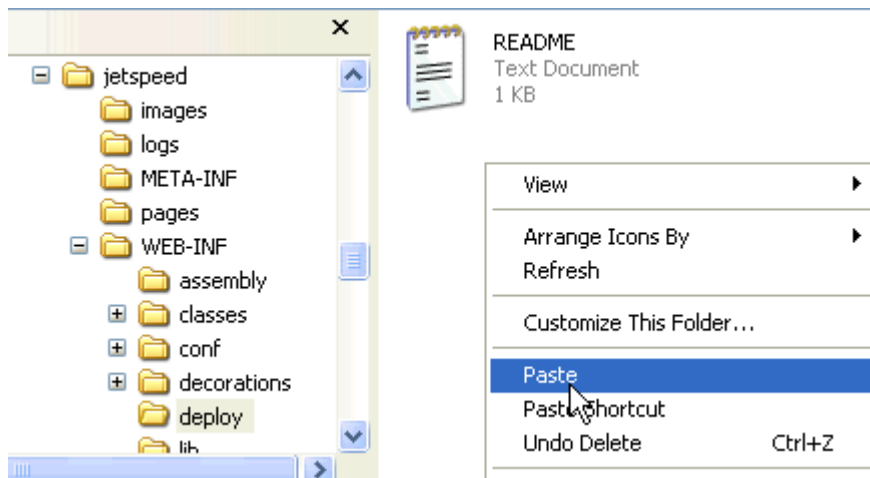 jetspeed
images
logs
META-INF
pages
WEB-INF
assembly
classes
conf
decorations
deploy
lib
README
Text Document
1 KB
View
Arrange Icons By
Refresh
Customize This Folder...
Paste
Paste Shortcut
Undo Delete Ctrl+Z